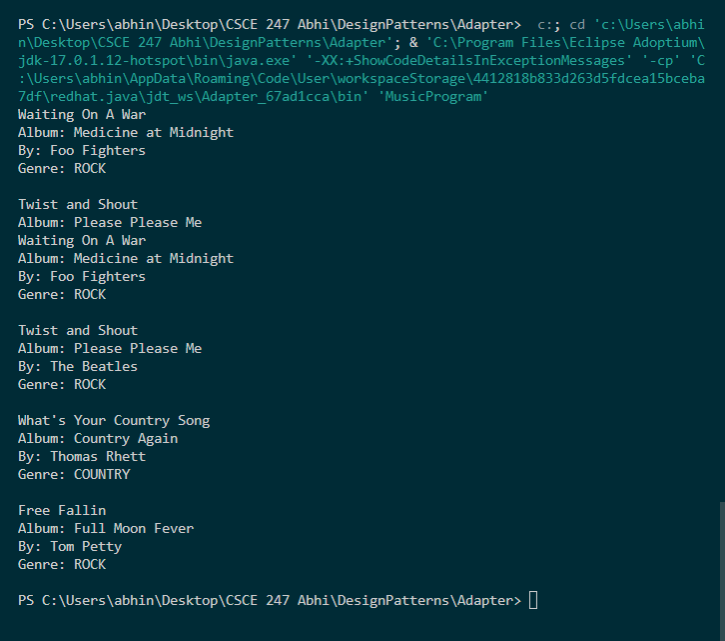 PS C:\Users\abhin\Desktop\CSCE 247 Abhi\DesignPatterns\Adapter>  c:; cd 'c:\Users\abhi
n\Desktop\CSCE 247 Abhi\DesignPatterns\Adapter'; & 'C:\Program Files\Eclipse Adoptium\
jdk-17.0.1.12-hotspot\bin\java.exe' '-XX:+ShowCodeDetailsInExceptionMessages' '-cp' 'C
:\Users\abhin\AppData\Roaming\Code\User\workspaceStorage\4412818b833d263d5fdcea15bceba
7df\redhat.java\jdt_ws\Adapter_67ad1cca\bin' 'MusicProgram'
Waiting On A War
Album: Medicine at Midnight
By: Foo Fighters
Genre: ROCK

Twist and Shout
Album: Please Please Me
Waiting On A War
Album: Medicine at Midnight
By: Foo Fighters
Genre: ROCK

Twist and Shout
Album: Please Please Me
By: The Beatles
Genre: ROCK

What's Your Country Song
Album: Country Again
By: Thomas Rhett
Genre: COUNTRY

Free Fallin
Album: Full Moon Fever
By: Tom Petty
Genre: ROCK

PS C:\Users\abhin\Desktop\CSCE 247 Abhi\DesignPatterns\Adapter>